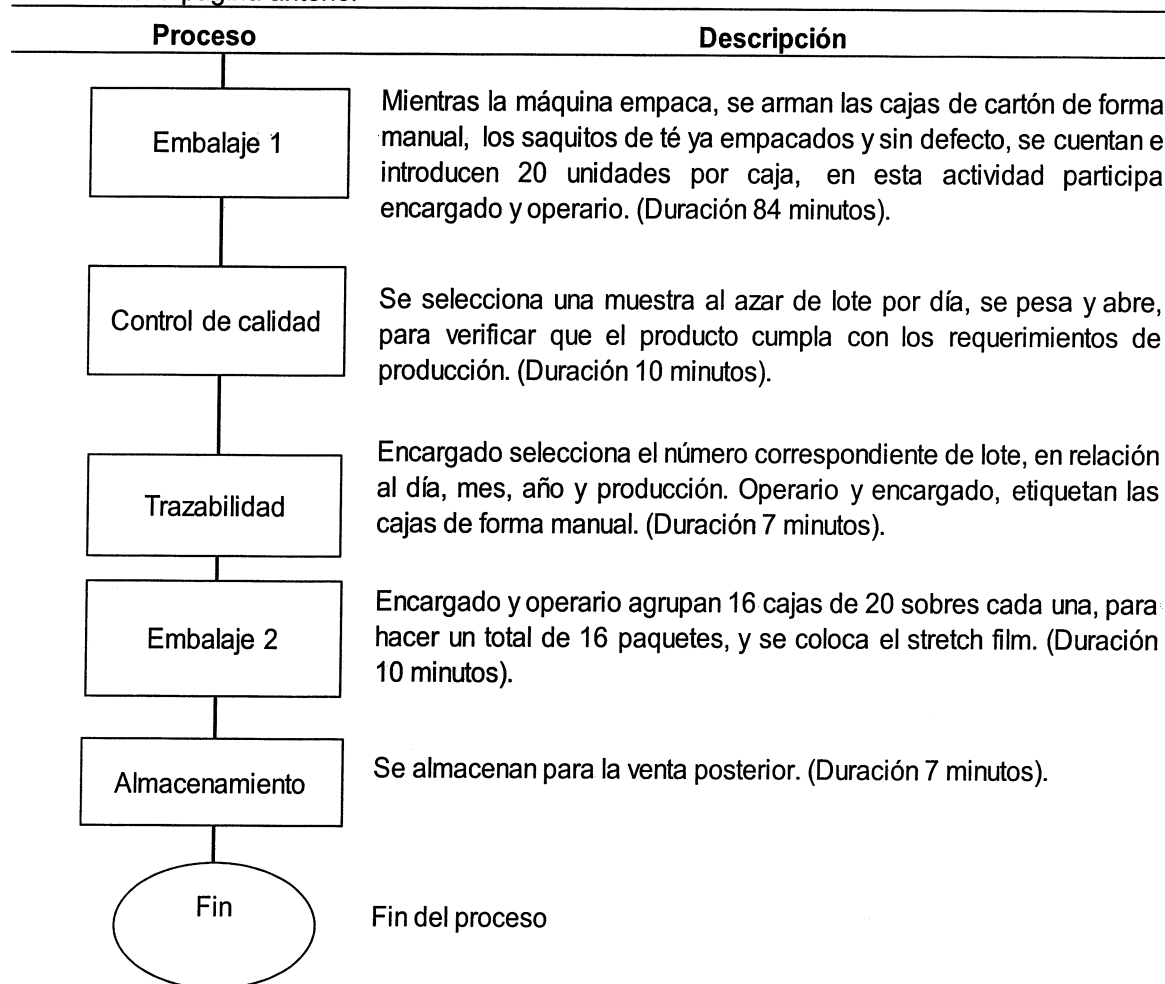 Proceso Descripción
Embalaje 1
Mientras la máquina empaca, se arman las cajas de cartón de forma
manual, los saquitos de té ya empacados y sin defecto, se cuentan e
introducen 20 unidades por caja, en esta actividad participa
encargado y operario. (Duración 84 minutos).
Control de calidad
Se selecciona una muestra al azar de lote por día, se pesa y abre,
para verificar que el producto cumpla con los requerimientos de
producción. (Duración 10 minutos).
Trazabilidad
Encargado selecciona el número correspondiente de lote, en relación
al día, mes, año y producción. Operario y encargado, etiquetan las
cajas de forma manual. (Duración 7 minutos).
Embalaje 2
Encargado y operario agrupan 16 cajas de 20 sobres cada una, para
hacer un total de 16 paquetes, y se coloca el stretch film. (Duración
10 minutos).
Almacenamiento
Se almacenan para la venta posterior. (Duración 7 minutos).
Fin
Fin del proceso